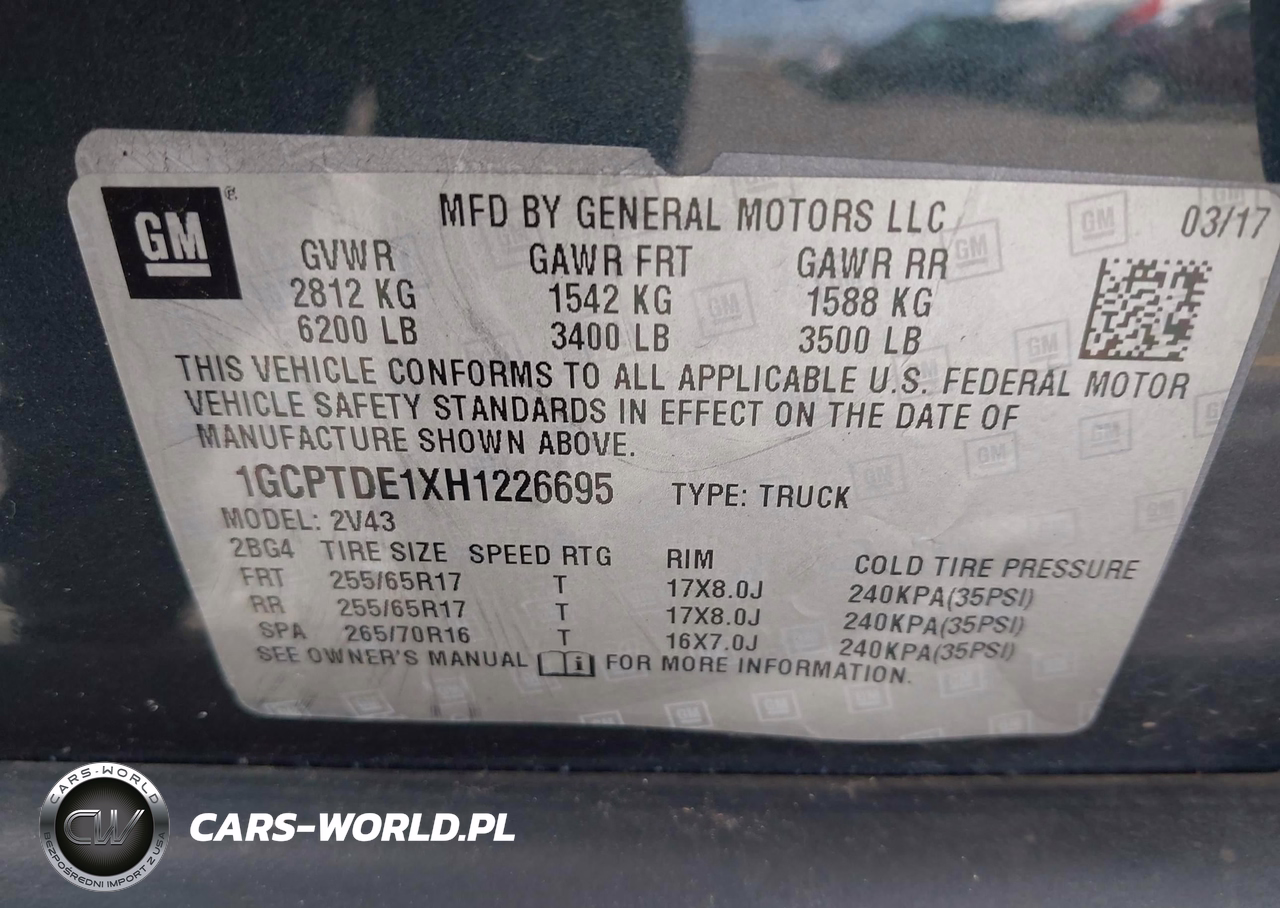 GM
MFD BY GENERAL MOTORS LLC
03/17
GVWR GAWR FRT GAWR RR
2812 KG 1542 KG 1588 KG
6200 LB 3400 LB 3500 LB
THIS VEHICLE CONFORMS TO ALL APPLICABLE U.S. FEDERAL MOTOR
VEHICLE SAFETY STANDARDS IN EFFECT ON THE DATE OF
MANUFACTURE SHOWN ABOVE.
1GCPTDE1XH1226695 TYPE: TRUCK
MODEL: 2V43
2BG4 TIRE SIZE SPEED RTG RIM COLD TIRE PRESSURE
FRT 255/65R17 T 17X8.0J 240KPA(35PSI)
RR 255/65R17 T 17X8.0J 240KPA(35PSI)
SPA 265/70R16 T 16X7.0J 240KPA(35PSI)
SEE OWNER'S MANUAL FOR MORE INFORMATION.
CARS-WORLD
CW
BEZPOŚREDNI IMPORT Z USA
CARS-WORLD.PL